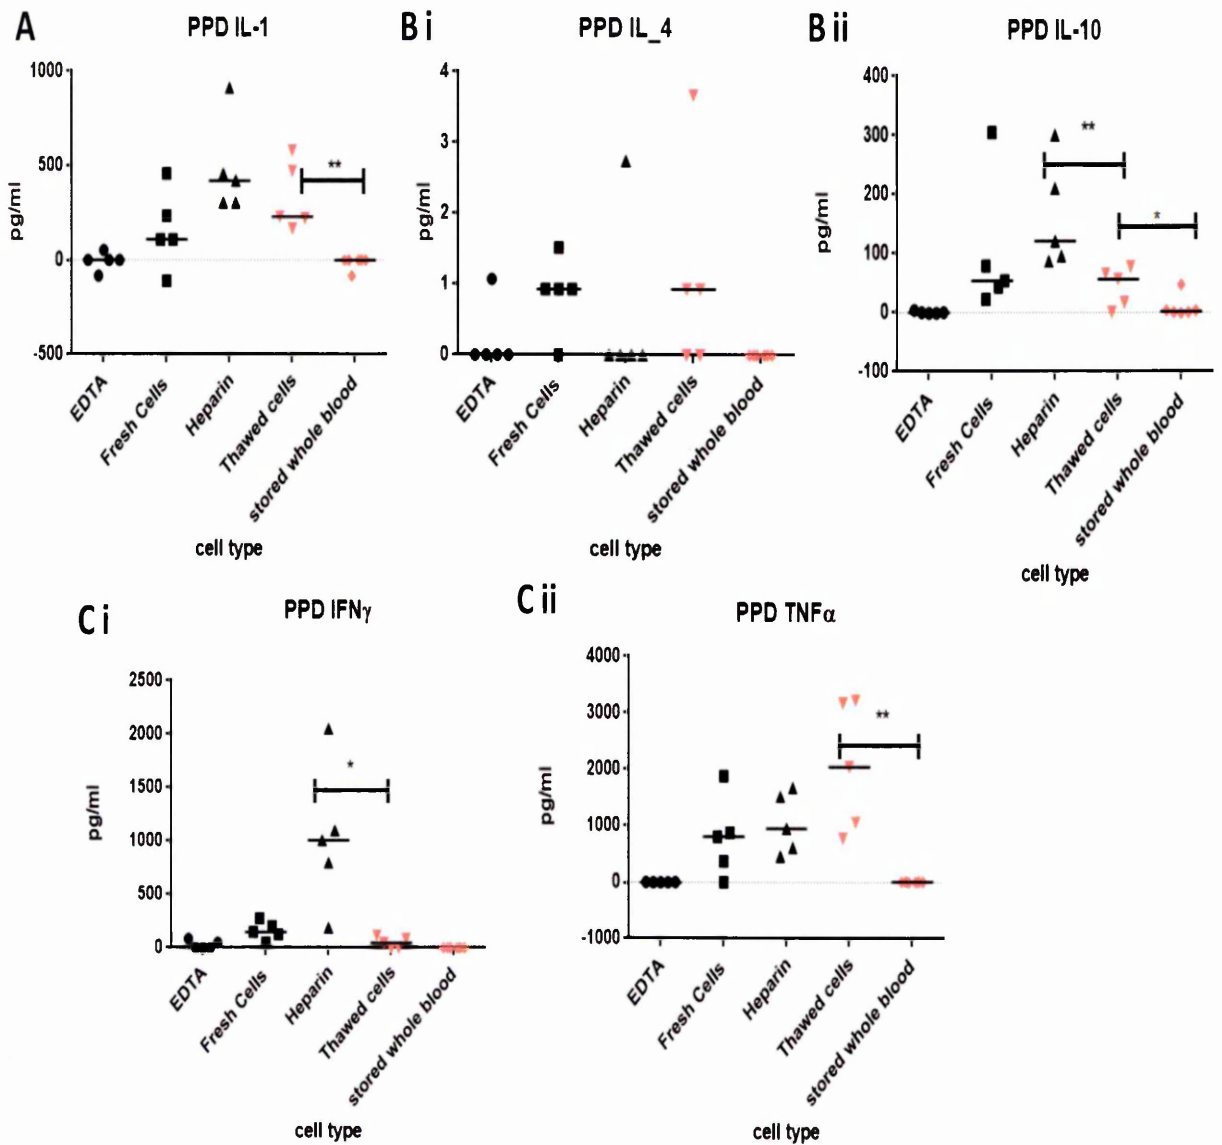 A
PPD IL-1
pg/ml
1000
500
0
-500
**
EDTA
Fresh Cells
Heparin
Thawed cells
stored whole blood
cell type
B i
PPD IL_4
pg/ml
4
3
2
1
0
EDTA
Fresh Cells
Heparin
Thawed cells
stored whole blood
cell type
B ii
PPD IL-10
pg/ml
400
300
200
100
0
-100
**
*
EDTA
Fresh Cells
Heparin
Thawed cells
stored whole blood
cell type
C i
PPD IFNγ
pg/ml
2500
2000
1500
1000
500
0
*
EDTA
Fresh Cells
Heparin
Thawed cells
stored whole blood
cell type
C ii
PPD TNFα
pg/ml
4000
3000
2000
1000
0
-1000
**
EDTA
Fresh Cells
Heparin
Thawed cells
stored whole blood
cell type